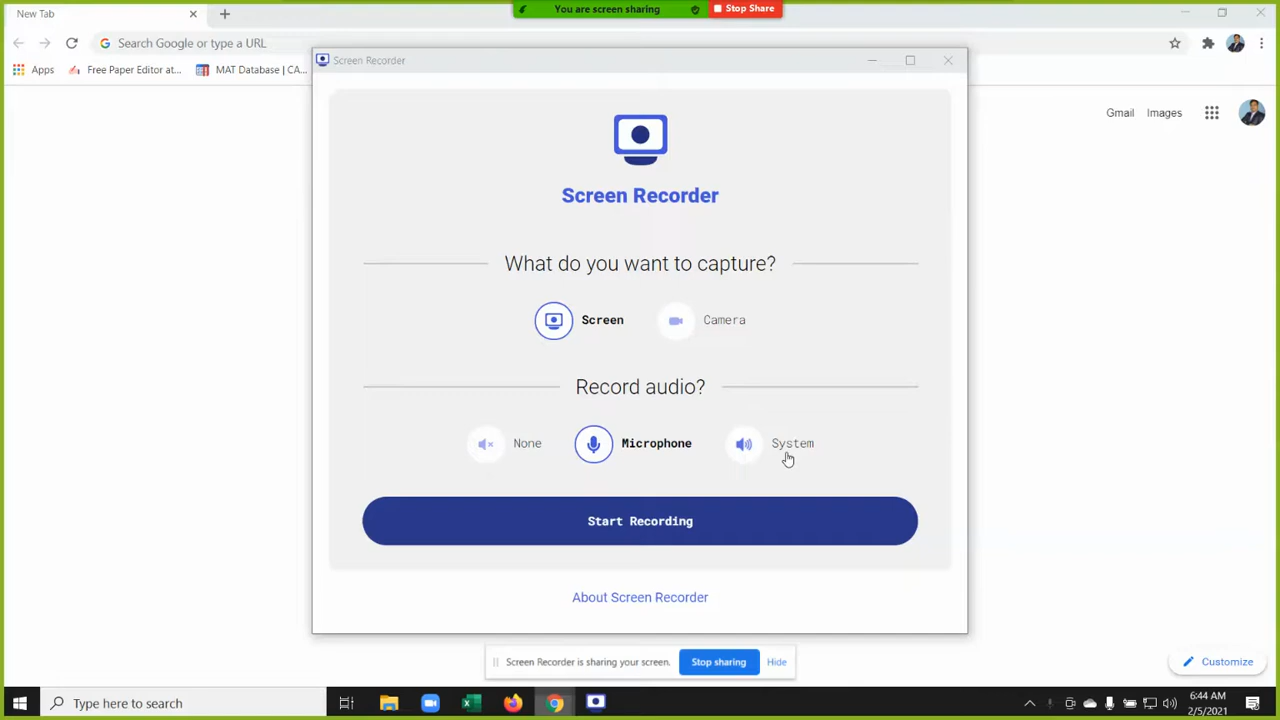 New Tab
You are screen sharing
Stop Share
Search Google or type a URL
Apps
Free Paper Editor at...
MAT Database | CA...
Screen Recorder
Gmail
Images
Screen Recorder
What do you want to capture?
Screen
Camera
Record audio?
None
Microphone
System
Start Recording
About Screen Recorder
Screen Recorder is sharing your screen.
Stop sharing
Hide
Customize
Type here to search
6:44 AM
2/5/2021